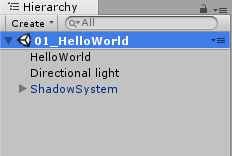 Hierarchy
Create All
01_HelloWorld
HelloWorld
Directional light
ShadowSystem